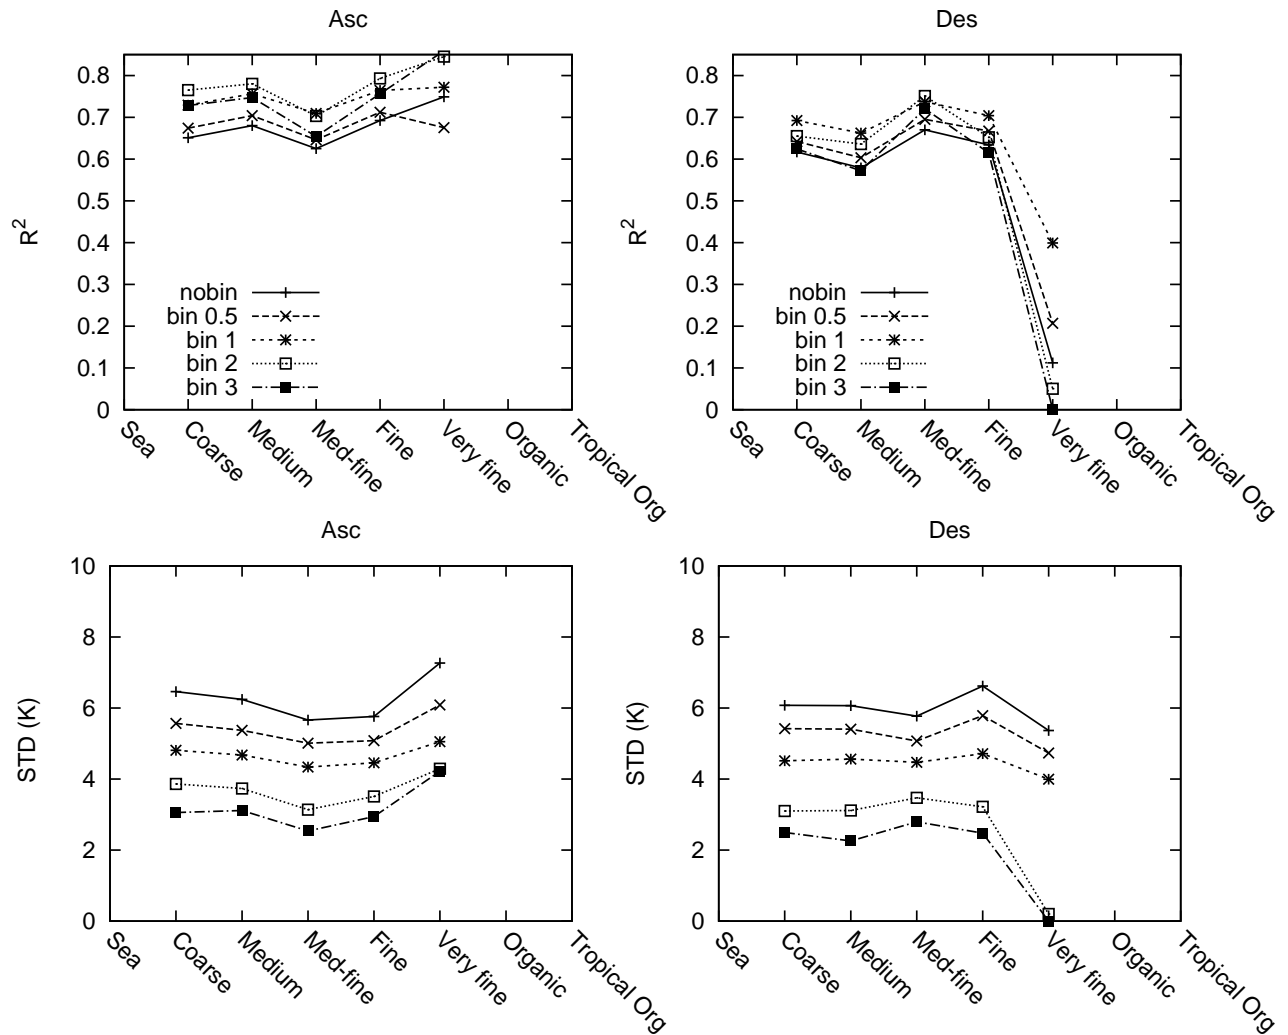 Asc
R2
0.8
0.7
0.6
0.5
0.4
0.3
0.2
0.1
0
nobin
bin 0.5
bin 1
bin 2
bin 3
Sea
Coarse
Medium
Med-fine
Fine
Very fine
Organic
Tropical Org
Des
R2
0.8
0.7
0.6
0.5
0.4
0.3
0.2
0.1
0
nobin
bin 0.5
bin 1
bin 2
bin 3
Sea
Coarse
Medium
Med-fine
Fine
Very fine
Organic
Tropical Org
Asc
STD (K)
10
8
6
4
2
0
Sea
Coarse
Medium
Med-fine
Fine
Very fine
Organic
Tropical Org
Des
STD (K)
10
8
6
4
2
0
Sea
Coarse
Medium
Med-fine
Fine
Very fine
Organic
Tropical Org